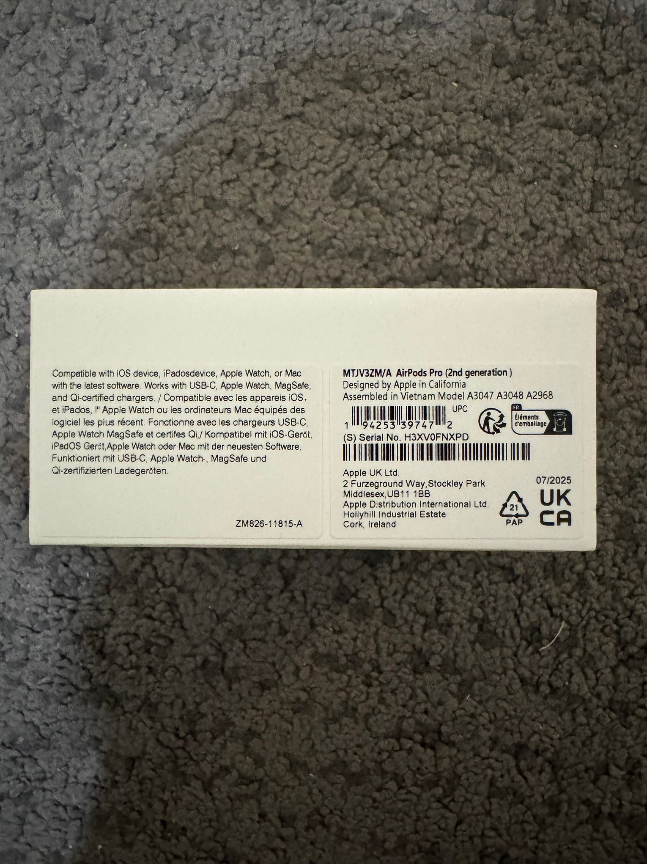 Compatible with iOS device, iPadosdevice, Apple Watch, or Mac
with the latest software. Works with USB-C, Apple Watch, MagSafe,
and Qi-certified chargers. / Compatible avec les appareils iOS.
et iPados, l* Apple Watch ou les ordinateurs Mac équipés des
logiciel les plus récent. Fonctionne avec les chargeurs USB-C,
Apple Watch MagSafe et certifes Qi,/ Kompatibel mit iOS-Gerät,
iPadOS Gerät,Apple Watch oder Mac mit der neuesten Software,
Funktioniert mit USB-C, Apple Watch-, MagSafe und
Qi-zertifizierten Ladegeröten.
ZM826-11815-A
MTJV3ZM/A AirPods Pro (2nd generation )
Designed by Apple in California
Assembled in Vietnam Model A3047 A3048 A2968
UPC
1 94253 39747 2
FR
Éléments
d'emballage
(S) Serial No. H3XV0FNXPD
Apple UK Ltd.
2 Furzeground Way,Stockley Park
Middlesex,UB11 1BB
Apple Distribution International Ltd
Hollyhill Industrial Estate
Cork, Ireland
21
PAP
07/2025
UK
CA